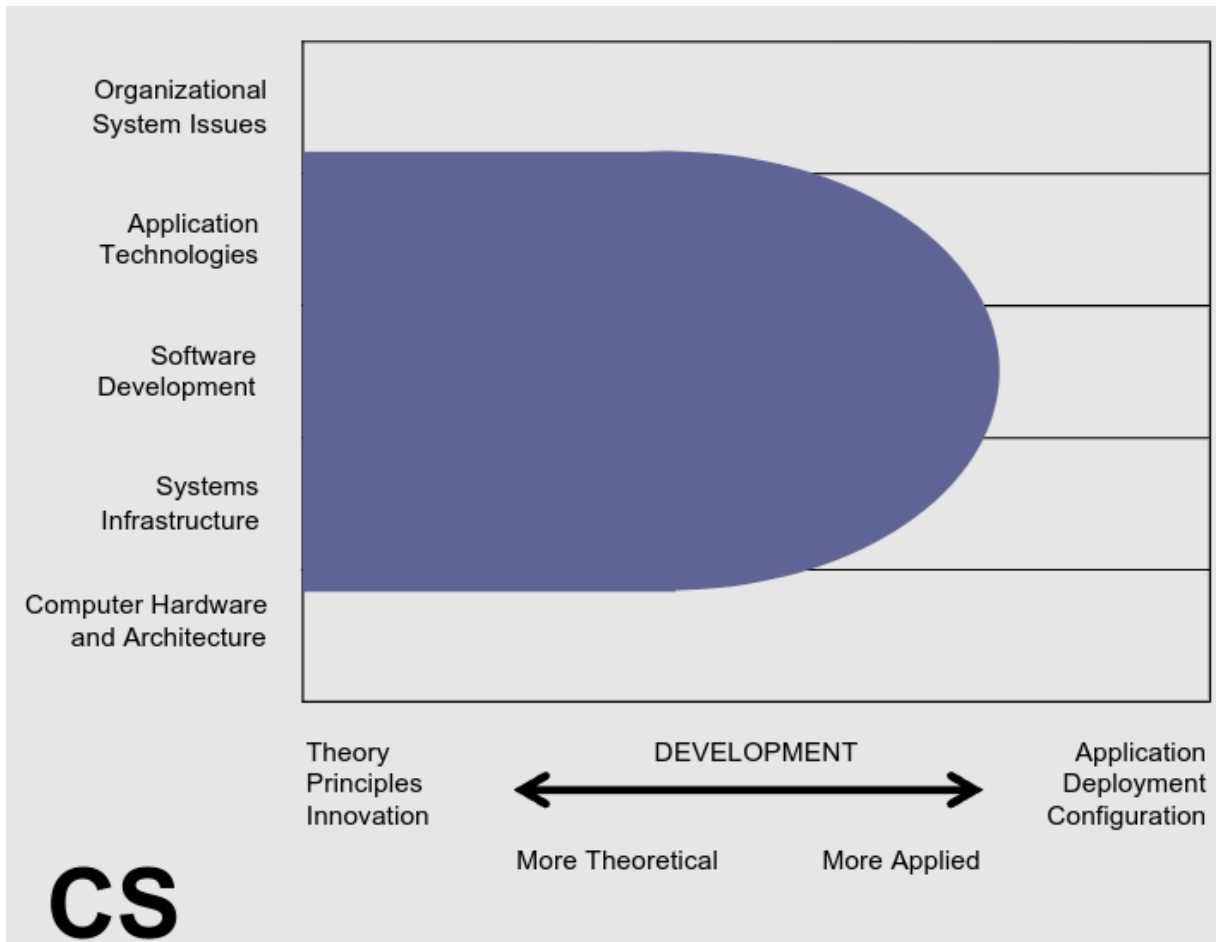 Organizational
System Issues
Application
Technologies
Software
Development
Systems
Infrastructure
Computer Hardware
and Architecture
Theory
Principles
Innovation
DEVELOPMENT
Application
Deployment
Configuration
More Theoretical
More Applied
CS